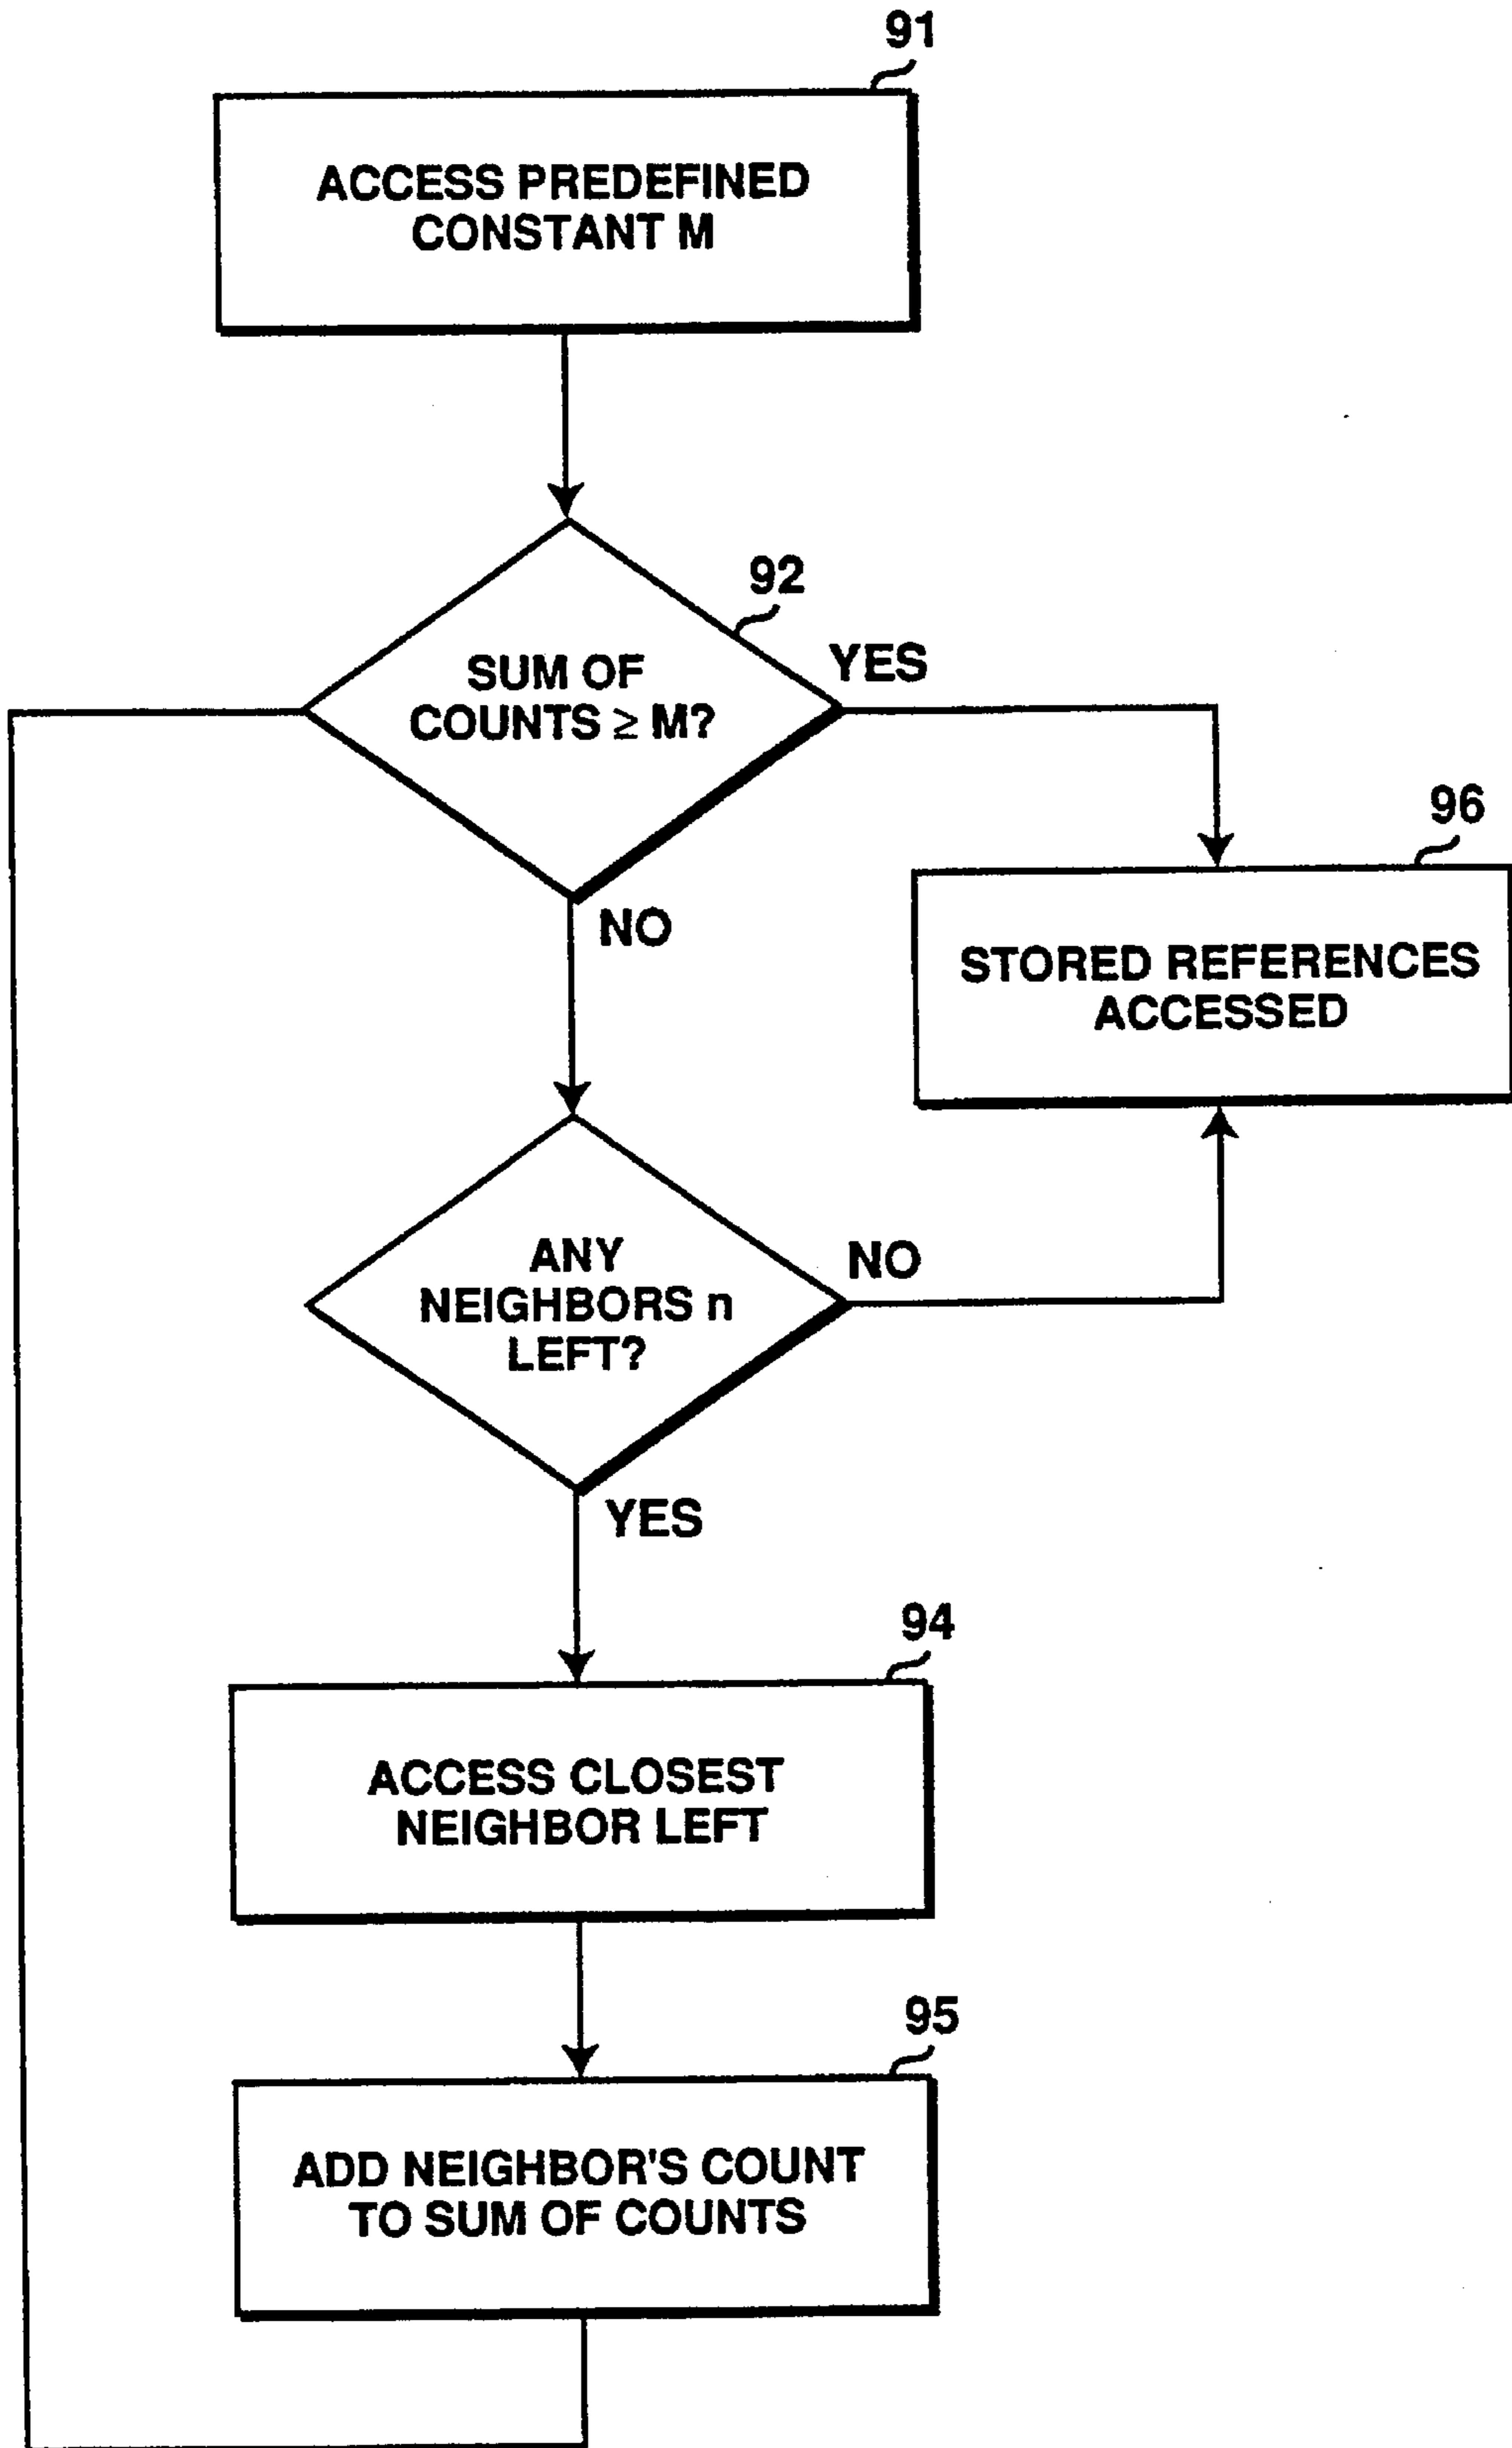 91
ACCESS PREDEFINED
CONSTANT M
92
SUM OF
COUNTS ≥ M?
YES
NO
96
STORED REFERENCES
ACCESSED
ANY
NEIGHBORS n
LEFT?
NO
YES
94
ACCESS CLOSEST
NEIGHBOR LEFT
95
ADD NEIGHBOR'S COUNT
TO SUM OF COUNTS